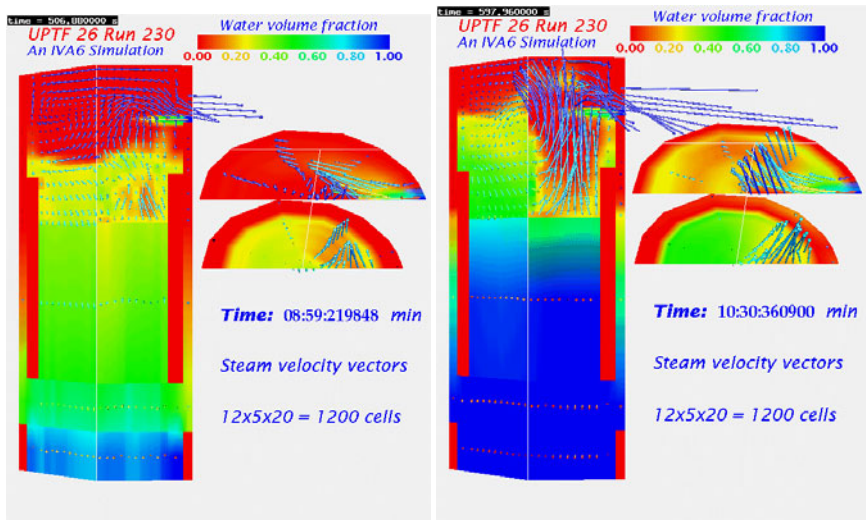 time = 506.080000 s
UPTF 26 Run 230
An IVA6 Simulation
Water volume fraction
0.00 0.20 0.40 0.60 0.80 1.00
Time: 08:59:219848 min
Steam velocity vectors
12x5x20 = 1200 cells
time = 597.960000 s
UPTF 26 Run 230
An IVA6 Simulation
Water volume fraction
0.00 0.20 0.40 0.60 0.80 1.00
Time: 10:30:360900 min
Steam velocity vectors
12x5x20 = 1200 cells